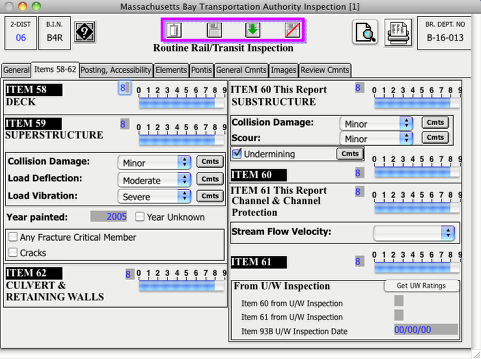 Massachusetts Bay Transportation Authority Inspection [1]
2-DIST
06
B.I.N.
B4R
Routine Rail/Transit Inspection
BR. DEPT. NO
B-16-013
General
Items 58-62
Posting, Accessibility
Elements
Pontis
General Cmnts
Images
Review Cmnts
ITEM 58
DECK
8
0 1 2 3 4 5 6 7 8 9
ITEM 59
SUPERSTRUCTURE
8
0 1 2 3 4 5 6 7 8 9
Collision Damage:
Minor
Cmts
Load Deflection:
Moderate
Cmts
Load Vibration:
Severe
Cmts
Year painted:
2005
Year Unknown
Any Fracture Critical Member
Cracks
ITEM 62
CULVERT &
RETAINING WALLS
8
0 1 2 3 4 5 6 7 8 9
ITEM 60 This Report
SUBSTRUCTURE
8
0 1 2 3 4 5 6 7 8 9
Collision Damage:
Minor
Cmts
Scour:
Minor
Cmts
Undermining
Cmts
ITEM 60
8
0 1 2 3 4 5 6 7 8 9
ITEM 61 This Report
Channel & Channel
Protection
8
0 1 2 3 4 5 6 7 8 9
Stream Flow Velocity:
ITEM 61
8
0 1 2 3 4 5 6 7 8 9
From U/W Inspection
Get UW Ratings
Item 60 from U/W Inspection
Item 61 from U/W Inspection
Item 93B U/W Inspection Date
00/00/00